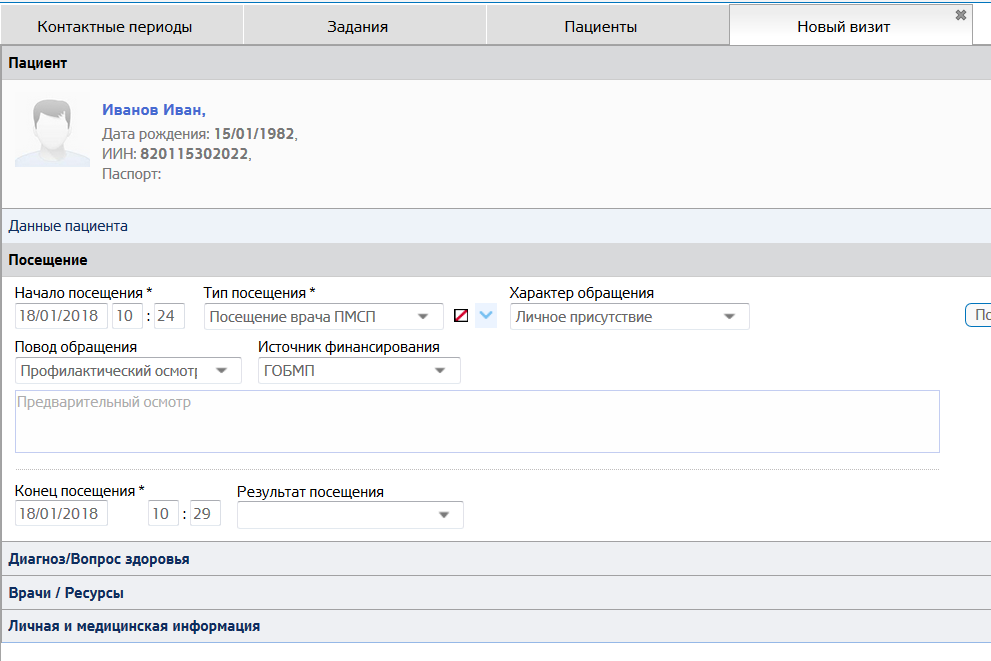 Контактные периоды Задания Пациенты Новый визит
Пациент
Иванов Иван,
Дата рождения: 15/01/1982,
ИИН: 820115302022,
Паспорт:
Данные пациента
Посещение
Начало посещения * Тип посещения * Характер обращения
18/01/2018 10 : 24 Посещение врача ПМСП Личное присутствие По
Повод обращения Источник финансирования
Профилактический осмотр ГОБМП
Предварительный осмотр
Конец посещения * Результат посещения
18/01/2018 10 : 29
Диагноз/Вопрос здоровья
Врачи / Ресурсы
Личная и медицинская информация